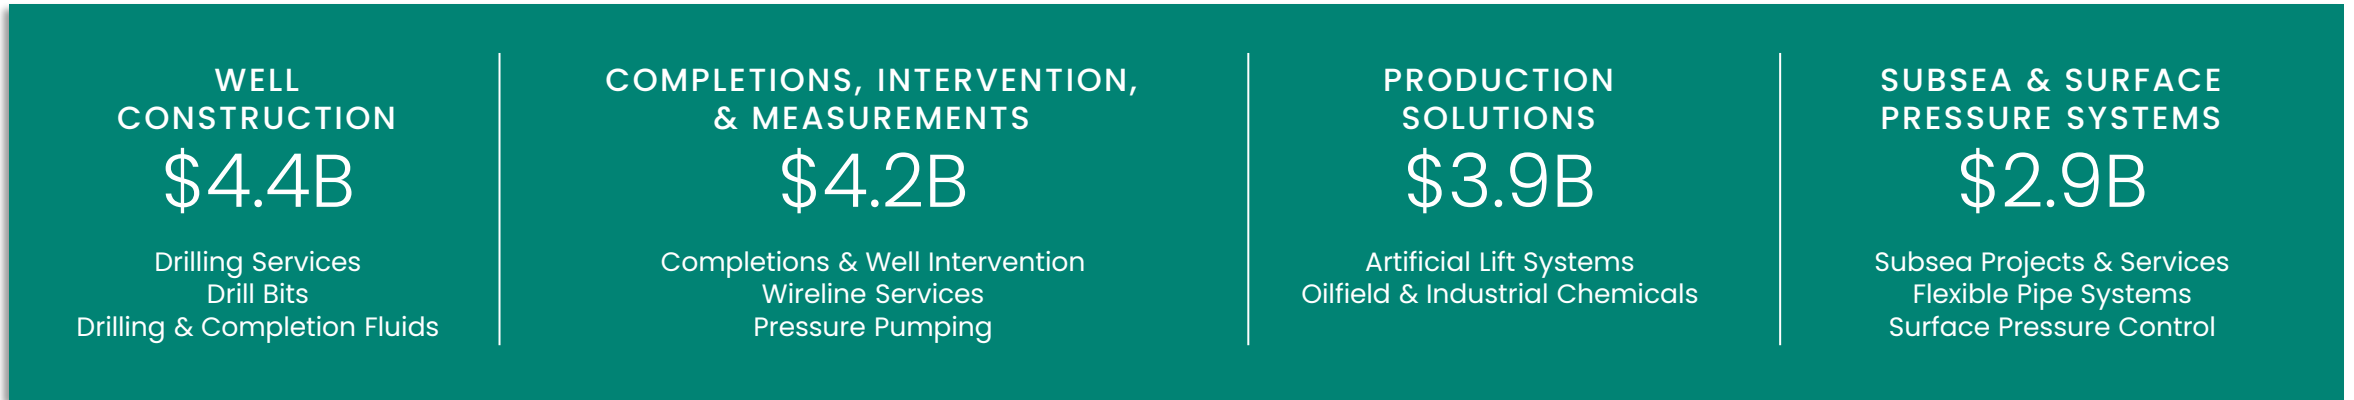 WELL
CONSTRUCTION
$4.4B
Drilling Services
Drill Bits
Drilling & Completion Fluids
COMPLETIONS, INTERVENTION,
& MEASUREMENTS
$4.2B
Completions & Well Intervention
Wireline Services
Pressure Pumping
PRODUCTION
SOLUTIONS
$3.9B
Artificial Lift Systems
Oilfield & Industrial Chemicals
SUBSEA & SURFACE
PRESSURE SYSTEMS
$2.9B
Subsea Projects & Services
Flexible Pipe Systems
Surface Pressure Control